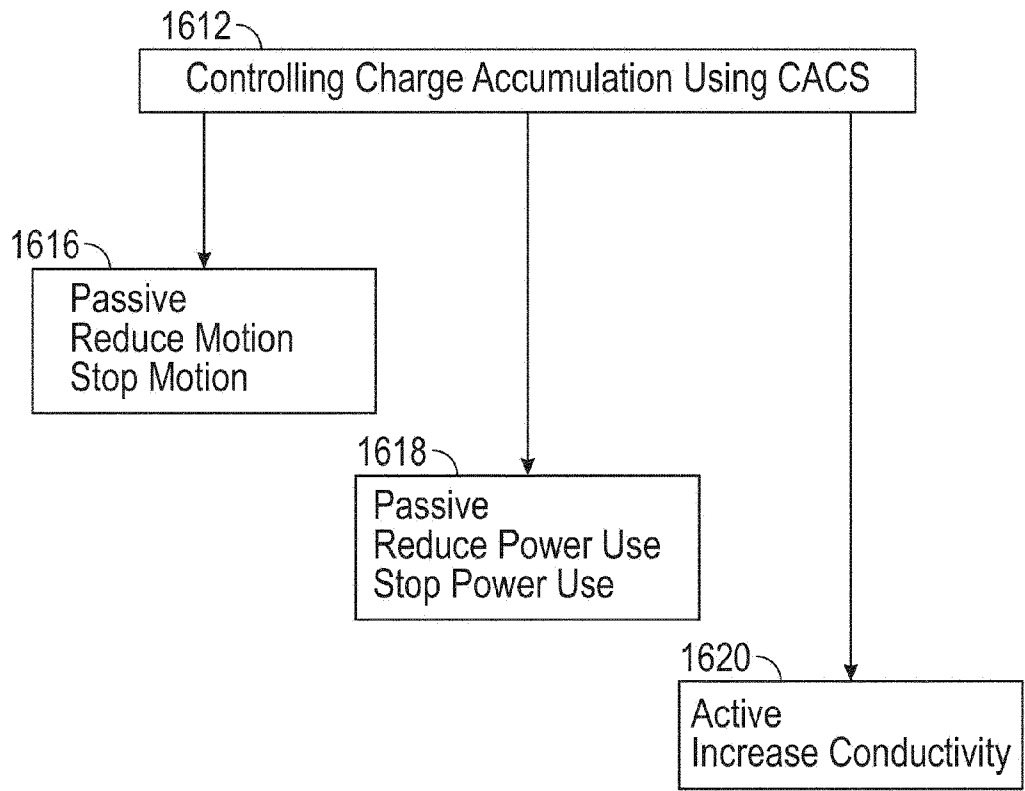 1612
Controlling Charge Accumulation Using CACS
1616
Passive
Reduce Motion
Stop Motion
1618
Passive
Reduce Power Use
Stop Power Use
1620
Active
Increase Conductivity